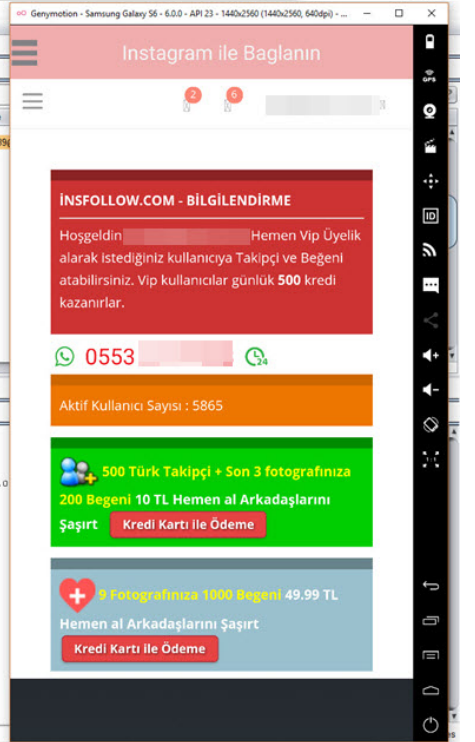 Genymotion - Samsung Galaxy S6 - 6.0.0 - API 23 - 1440x2560 (1440x2560, 640dpi) - ...
Instagram ile Baglanin
2
6
GPS
İNSFOLLOW.COM - BİLGİLENDİRME
Hoşgeldin Hemen Vip Üyelik
alarak istediğiniz kullanıcıya Takipçi ve Beğeni
atabilirsiniz. Vip kullanıcılar günlük 500 kredi
kazanırlar.
ID
0553
24
Aktif Kullanıcı Sayısı : 5865
500 Türk Takipçi + Son 3 fotografınıza
200 Begeni 10 TL Hemen al Arkadaşlarını
Şaşırt Kredi Kartı ile Ödeme
9 Fotografınıza 1000 Begeni 49.99 TL
Hemen al Arkadaşlarını Şaşırt
Kredi Kartı ile Ödeme